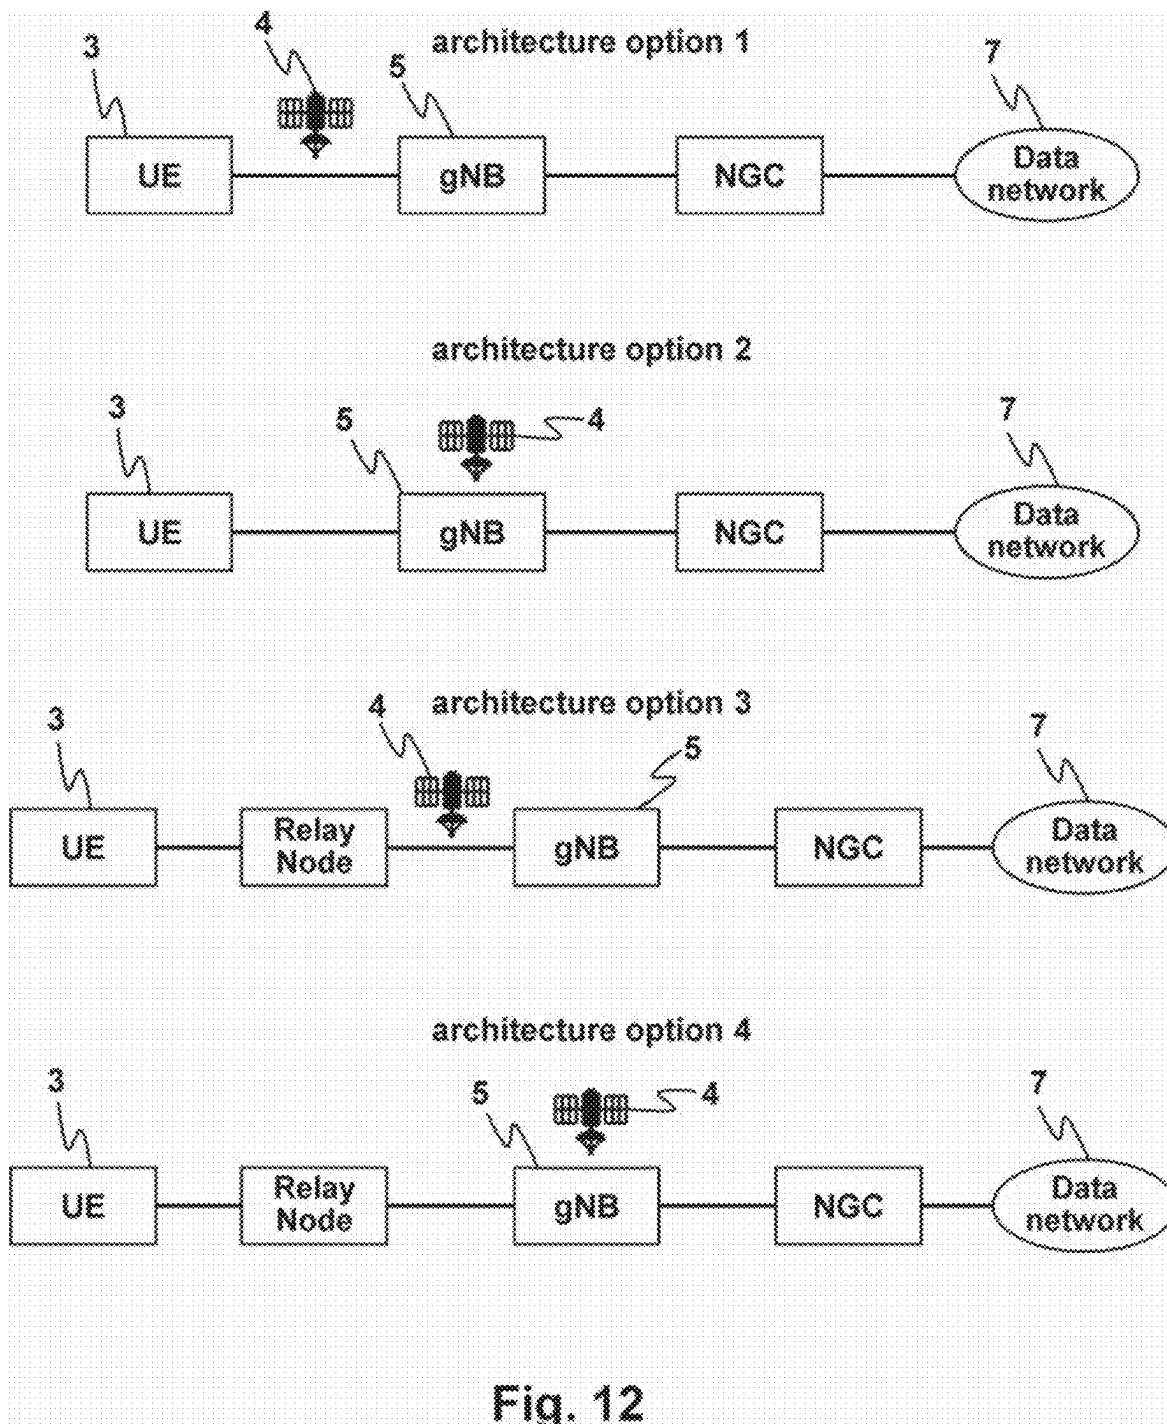 4
architecture option 1
3
5
7
UE
gNB
NGC
Data
network
architecture option 2
3
5
4
7
UE
gNB
NGC
Data
network
architecture option 3
3
4
5
7
UE
Relay
Node
gNB
NGC
Data
network
architecture option 4
3
5
4
7
UE
Relay
Node
gNB
NGC
Data
network
Fig. 12